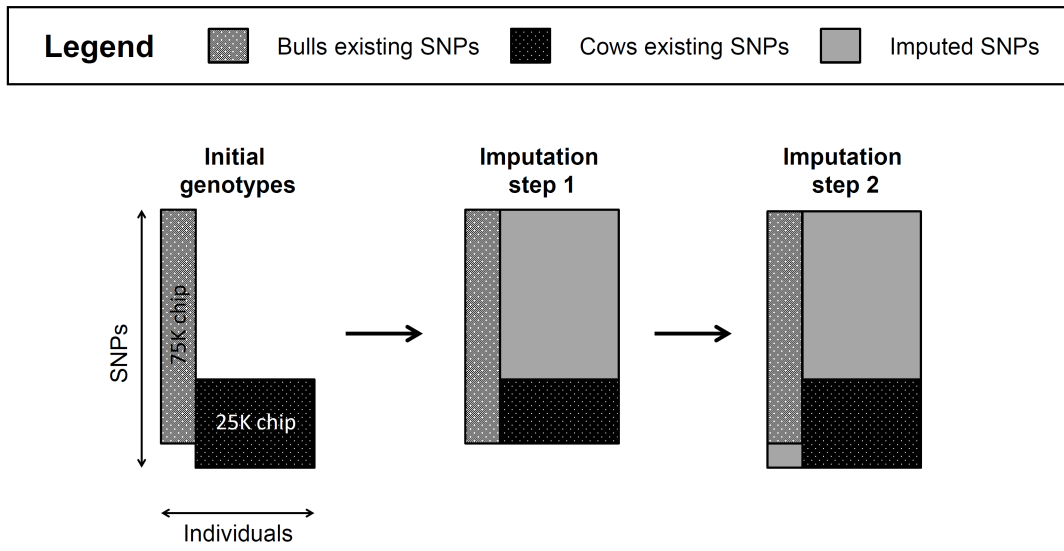 Legend
Bulls existing SNPs
Cows existing SNPs
Imputed SNPs
Initial
genotypes
Imputation
step 1
Imputation
step 2
SNPs
75K chip
25K chip
Individuals